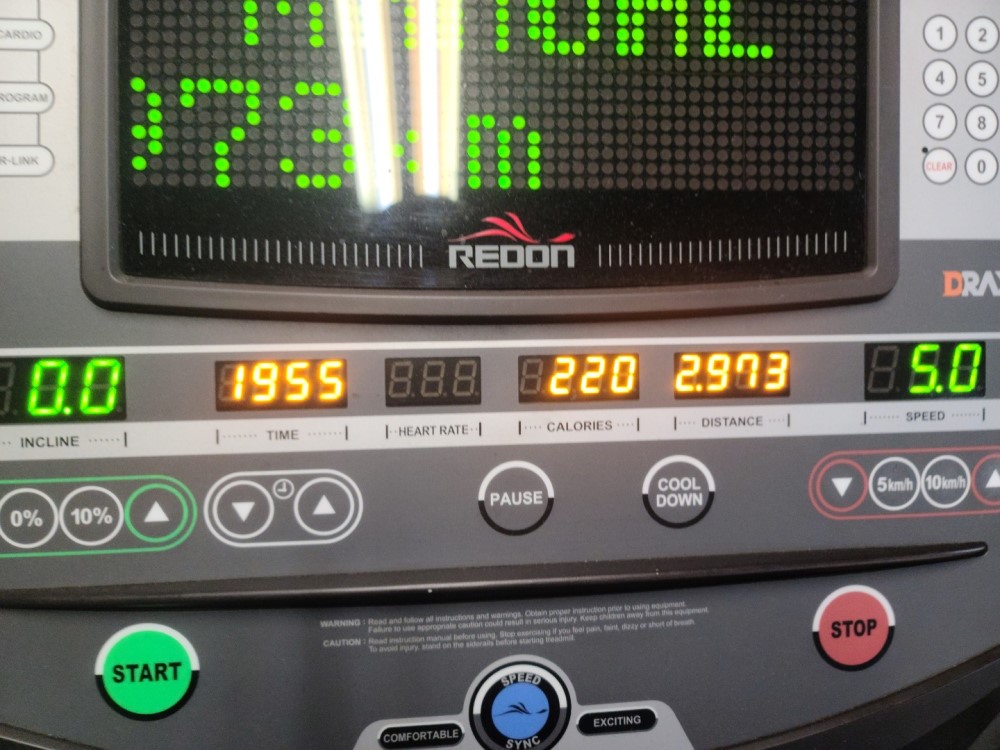 MANUAL
CARDIO
1 2
4 5
ROGRAM
973
7 8
R-LINK
CLEAR 0
REDON
DRA
0.0
1955
220
2.973
5.0
INCLINE
TIME
HEART RATE
CALORIES
DISTANCE
SPEED
0% 10%
PAUSE
COOL
DOWN
5km/h 10km/h
WARNING : Read and follow all instructions and warnings. Obtain proper instruction prior to using equipment.
Failure to use appropriate caution could result in serious injury. Keep children away from this equipment.
CAUTION : Read instruction manual before using. Stop exercising if you feel pain, faint, dizzy or short of breath.
To avoid injury, stand on the siderails before starting treadmill.
START
STOP
SPEED
SYNC
COMFORTABLE
EXCITING